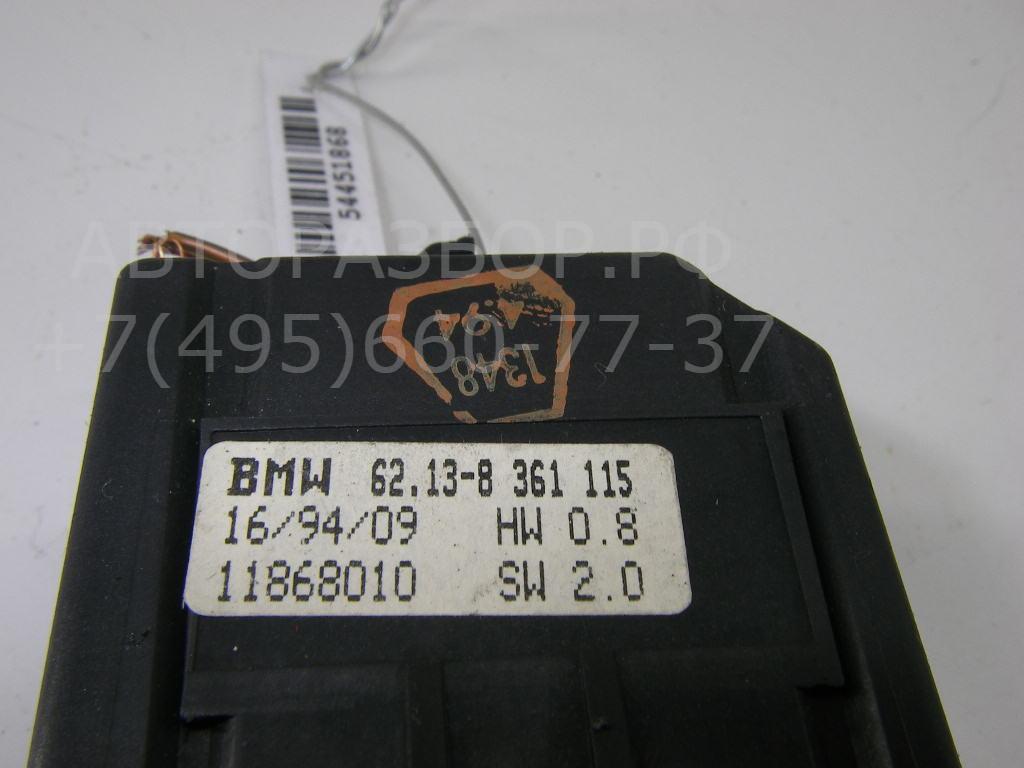 54451868
АВТОРАЗБОР.РФ
+7(495)660-77-37
1348
BMW 62.13-8 361 115
16/94/09 HW 0.8
11868010 SW 2.0